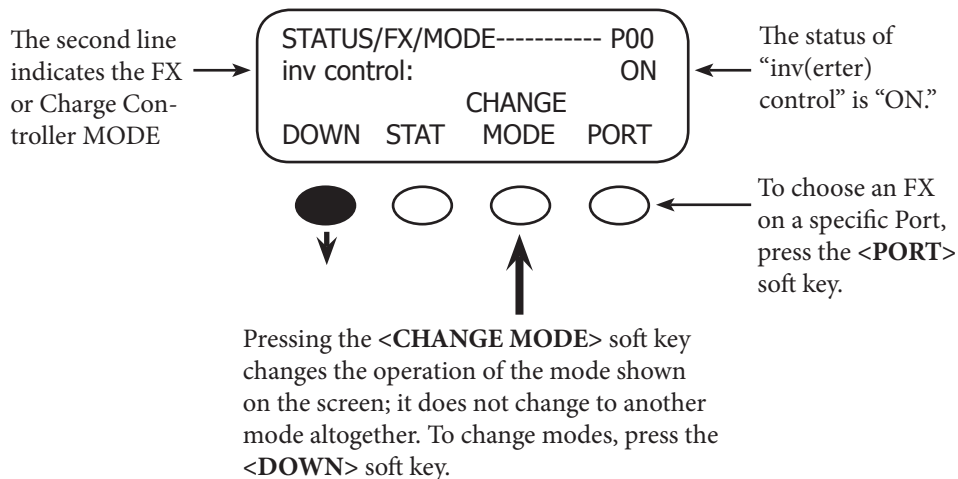 The second line
indicates the FX
or Charge Con-
troller MODE
STATUS/FX/MODE----------- P00
inv control: ON
CHANGE
DOWN STAT MODE PORT
The status of
“inv(erter)
control” is “ON.”
To choose an FX
on a specific Port,
press the <PORT>
soft key.
Pressing the <CHANGE MODE> soft key
changes the operation of the mode shown
on the screen; it does not change to another
mode altogether. To change modes, press the
<DOWN> soft key.